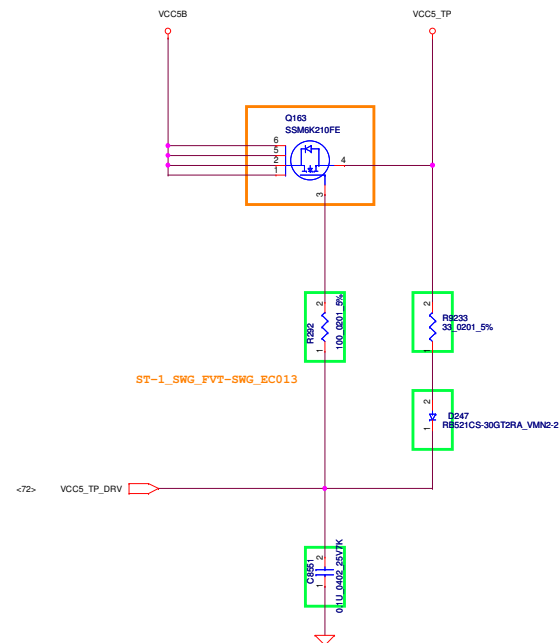 VCC5B
VCC5_TP
Q163
SSM6K210FE
6
5
2
1
4
3
2
R292
100_0201_5%
1
2
R9233
33_0201_5%
1
ST-1_SWG_FVT-SWG_EC013
2
D247
RB521CS-30GT2RA_VMN2-2
1
<72>
VCC5_TP_DRV
2
C8551
0.1U_0402_25V7K
1